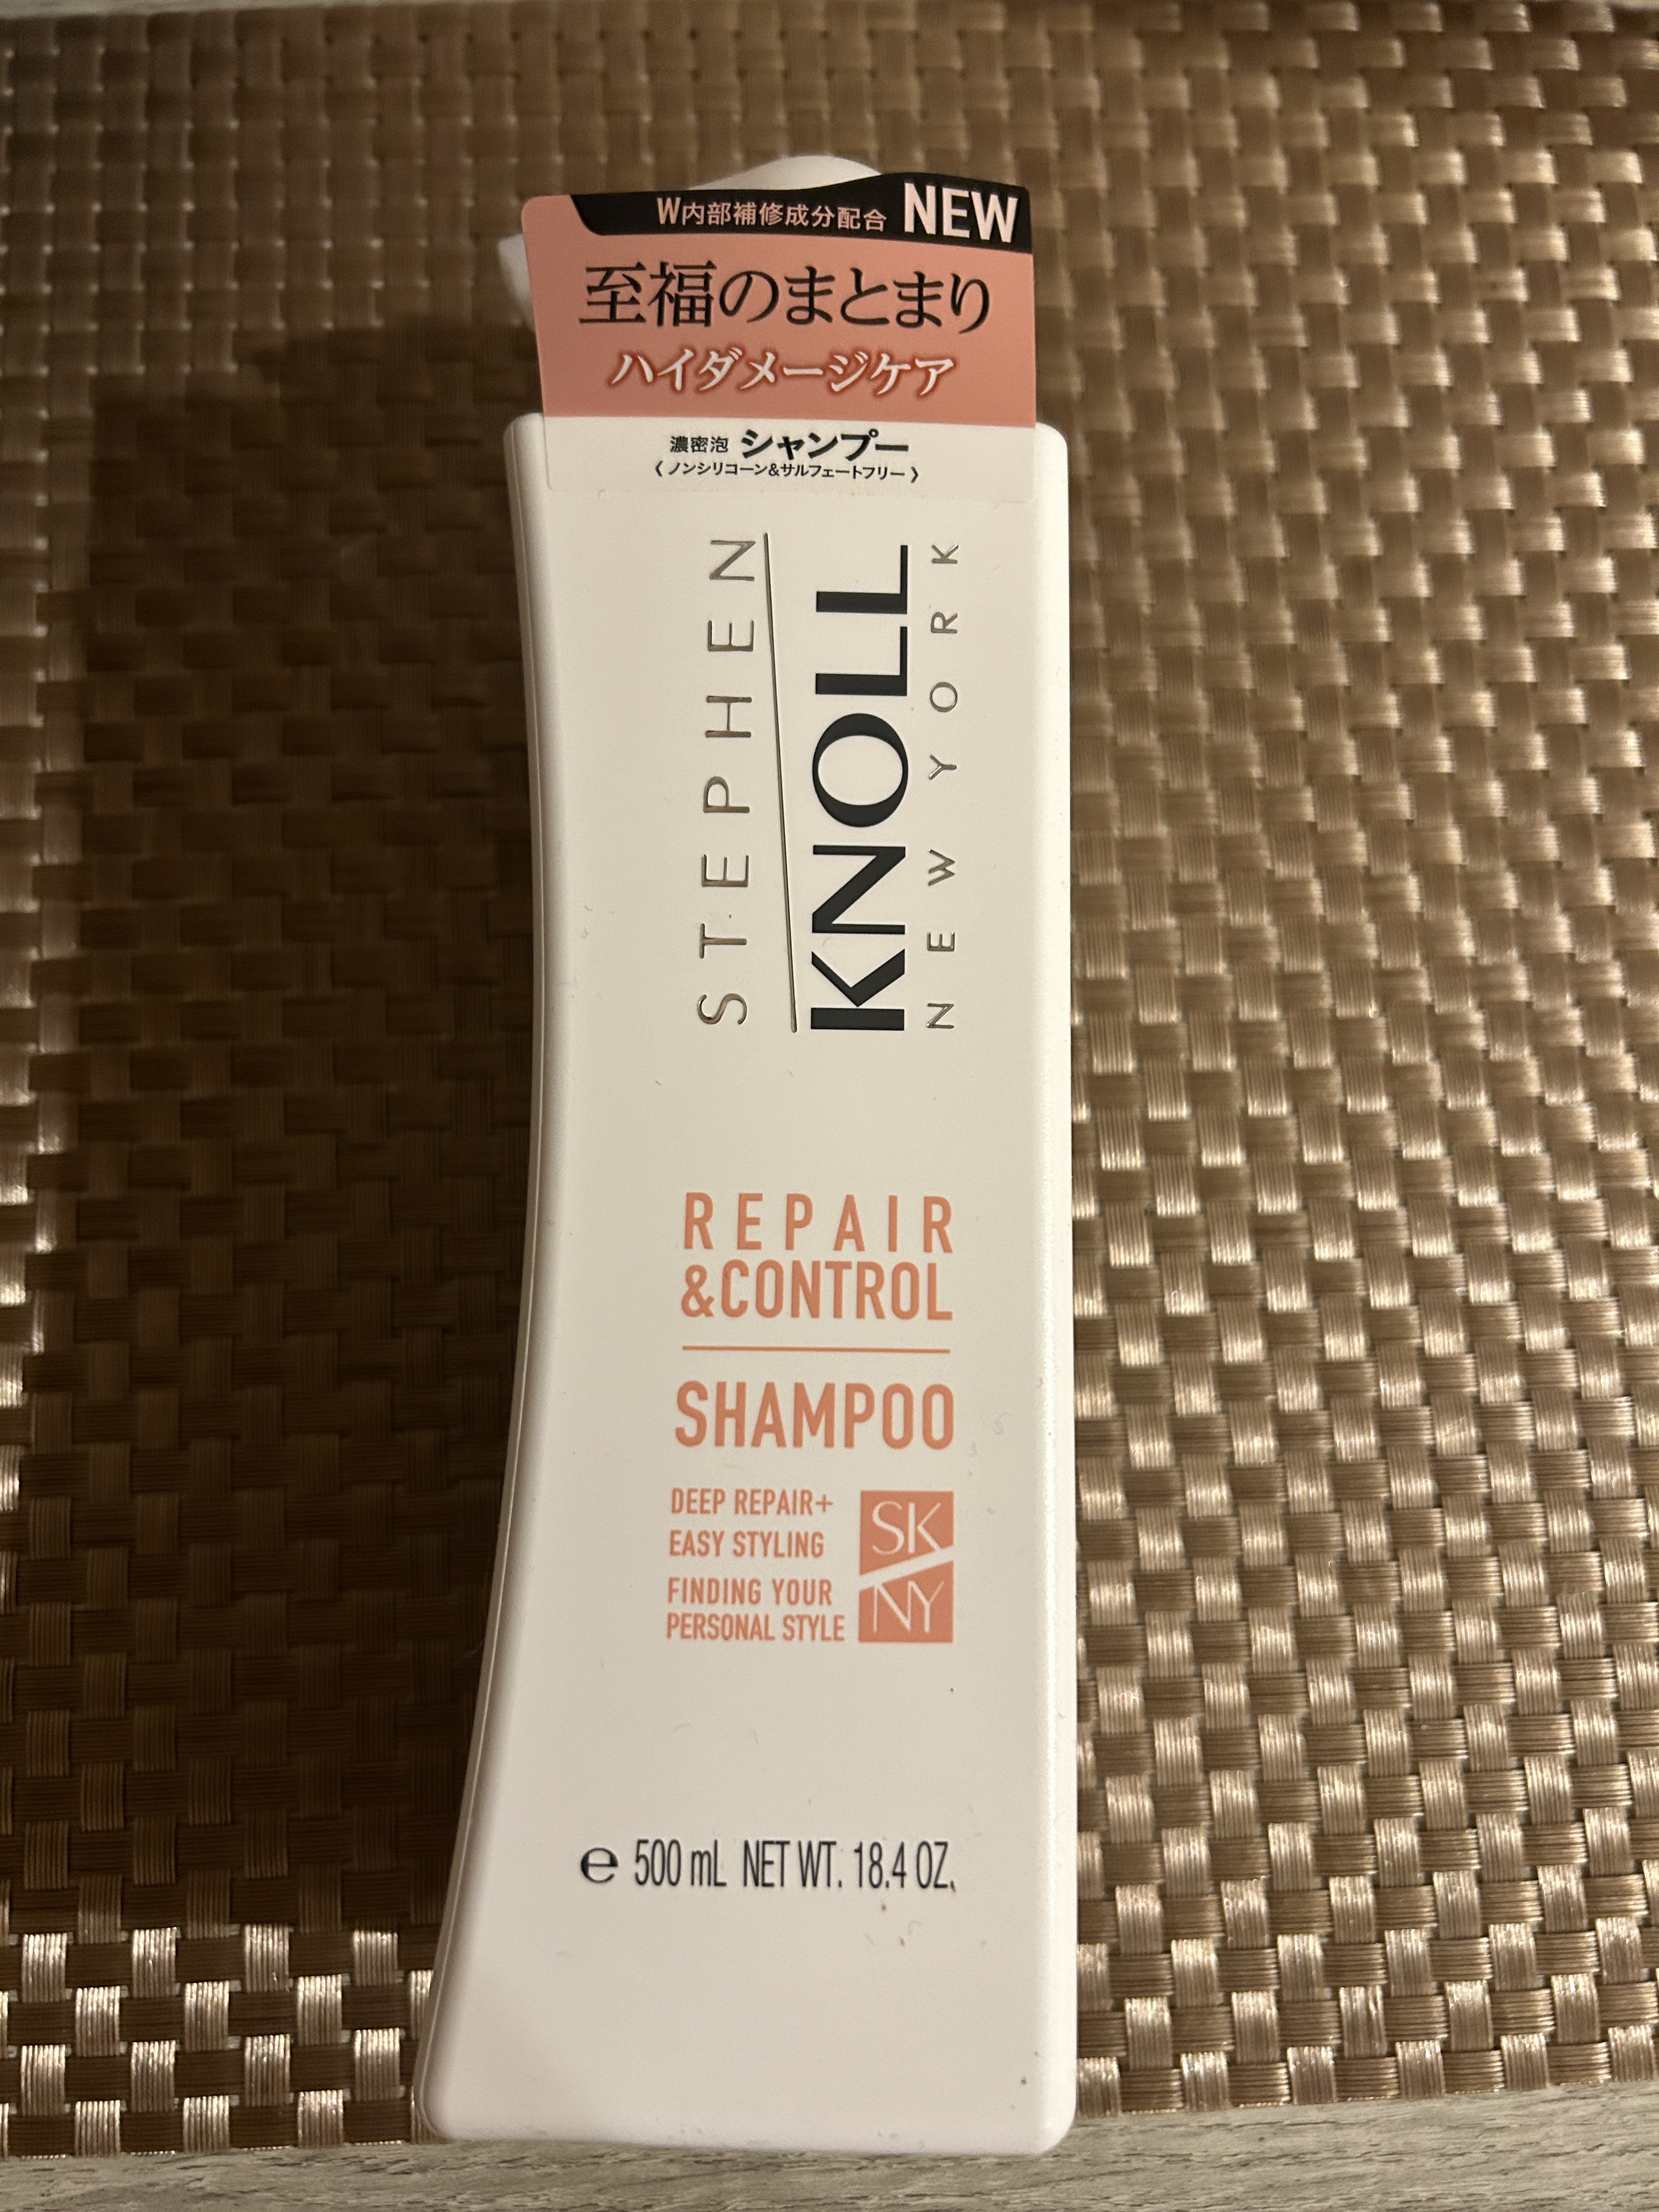 W内部補修成分配合 NEW
至福のまとまり
ハイダメージケア
濃密泡 シャンプー
〈ノンシリコーン&サルフェートフリー〉
STEPHEN
KNOLL
NEW YORK
REPAIR
&CONTROL
SHAMPOO
DEEP REPAIR+
EASY STYLING
FINDING YOUR
PERSONAL STYLE
SK
NY
℮ 500 mL NET WT. 18.4 OZ.